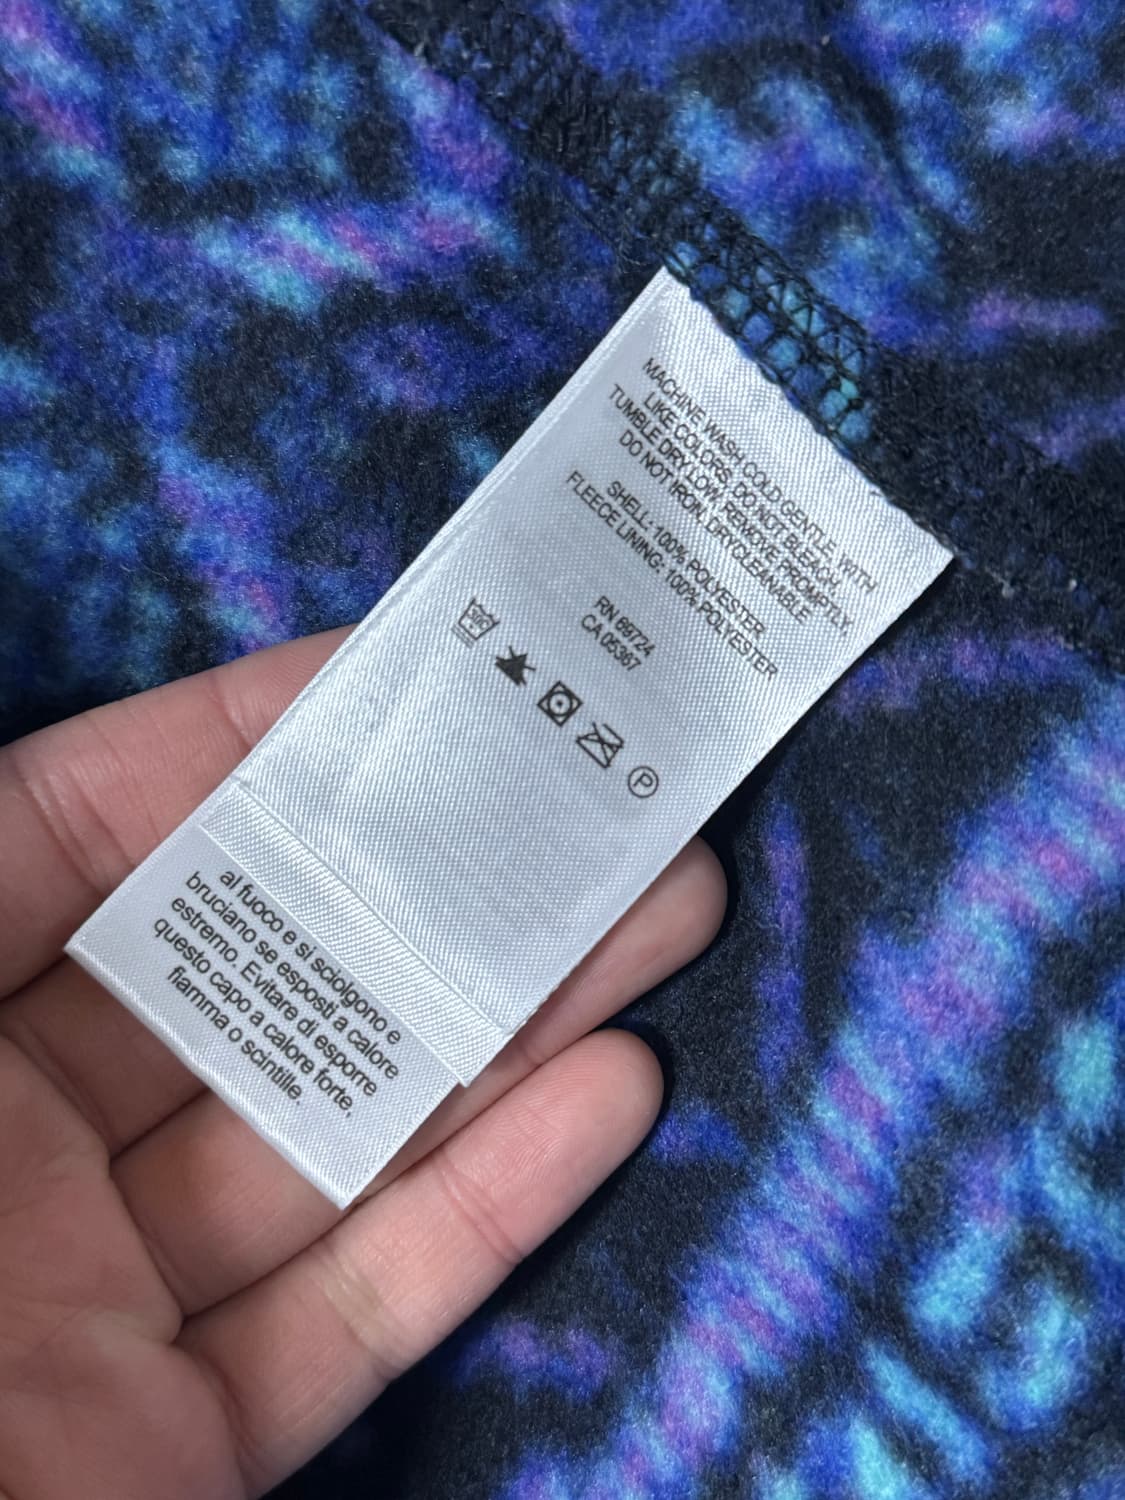 MACHINE WASH COLD GENTLE, WITH
LIKE COLORS, DO NOT BLEACH,
TUMBLE DRY LOW, REMOVE PROMPTLY,
DO NOT IRON, DRYCLEANABLE
SHELL: 100% POLYESTER
FLEECE LINING: 100% POLYESTER
RN 69724
CA 05367
P
al fuoco e si sciolgono e
bruciano se esposti a calore
estremo. Evitare di esporre
questo capo a calore forte,
fiamma o scintille.